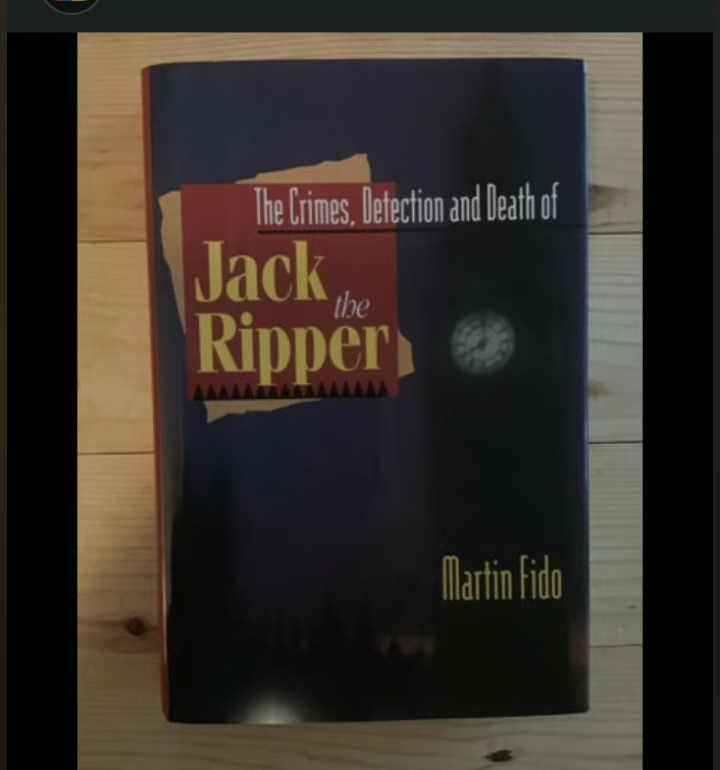 The Crimes, Detection and Death of
Jack
the
Ripper
Martin Fido